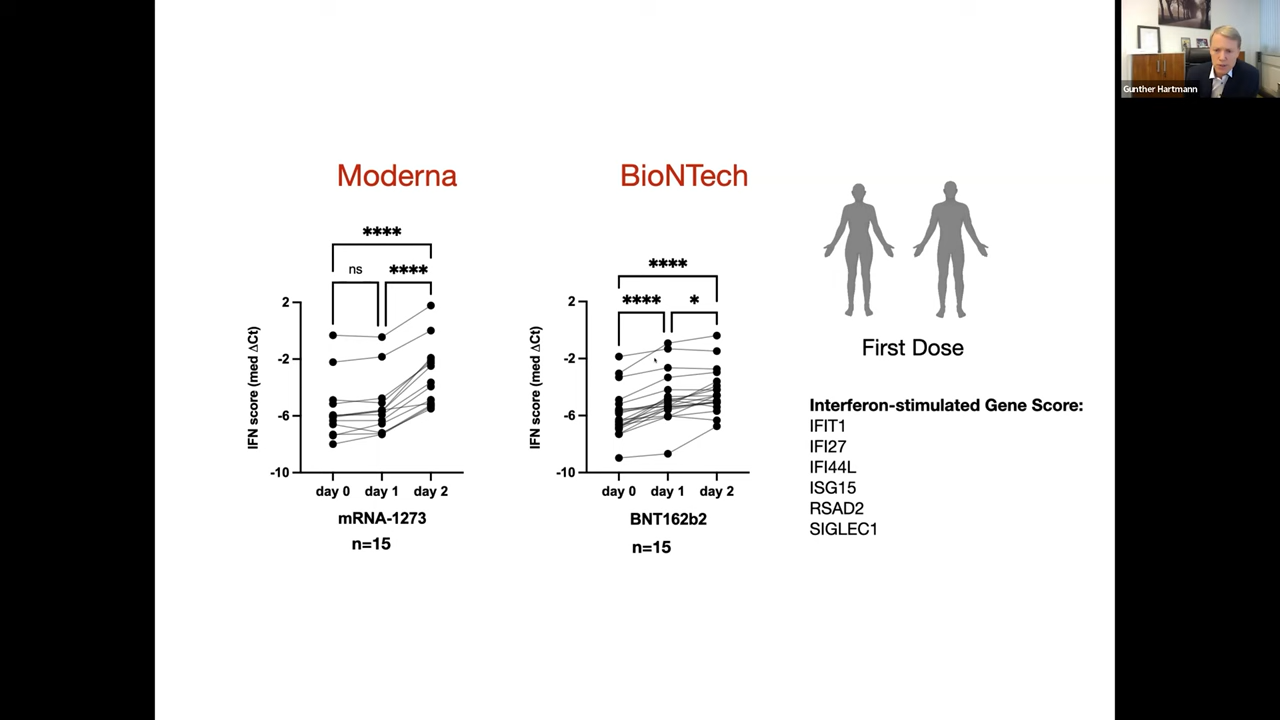 Gunther Hartmann
Moderna
****
ns
****
2
-2
-6
-10
IFN score (med ΔCt)
day 0 day 1 day 2
mRNA-1273
n=15
BioNTech
****
****
*
2
-2
-6
-10
IFN score (med ΔCt)
day 0 day 1 day 2
BNT162b2
n=15
First Dose
Interferon-stimulated Gene Score:
IFIT1
IFI27
IFI44L
ISG15
RSAD2
SIGLEC1